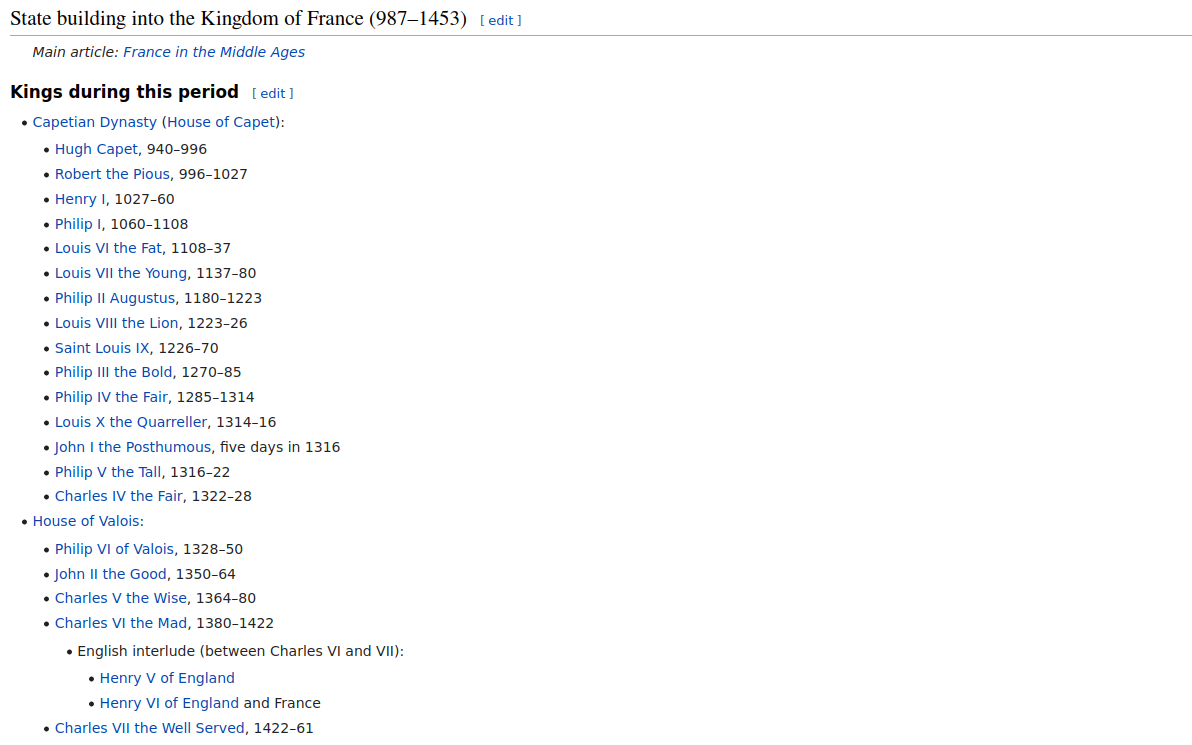 State building into the Kingdom of France (987–1453) [ edit ]
Main article: France in the Middle Ages
Kings during this period [ edit ]
• Capetian Dynasty (House of Capet):
• Hugh Capet, 940–996
• Robert the Pious, 996–1027
• Henry I, 1027–60
• Philip I, 1060–1108
• Louis VI the Fat, 1108–37
• Louis VII the Young, 1137–80
• Philip II Augustus, 1180–1223
• Louis VIII the Lion, 1223–26
• Saint Louis IX, 1226–70
• Philip III the Bold, 1270–85
• Philip IV the Fair, 1285–1314
• Louis X the Quarreller, 1314–16
• John I the Posthumous, five days in 1316
• Philip V the Tall, 1316–22
• Charles IV the Fair, 1322–28
• House of Valois:
• Philip VI of Valois, 1328–50
• John II the Good, 1350–64
• Charles V the Wise, 1364–80
• Charles VI the Mad, 1380–1422
• English interlude (between Charles VI and VII):
• Henry V of England
• Henry VI of England and France
• Charles VII the Well Served, 1422–61